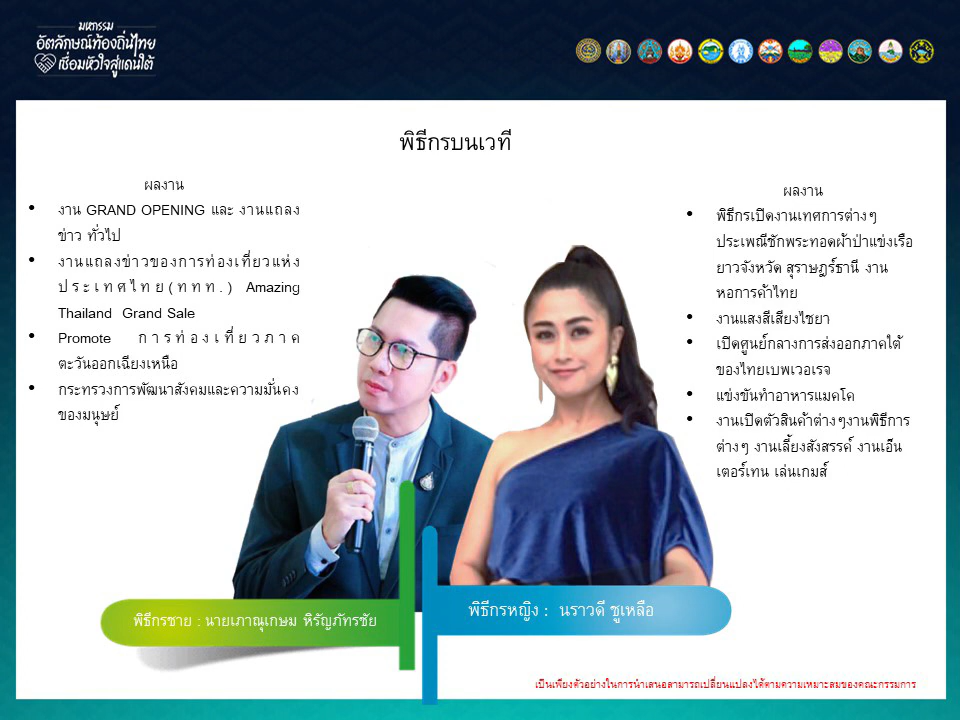 มหกรรม
อัตลักษณ์ท้องถิ่นไทย
เชื่อมหัวใจสู่แดนใต้
พิธีกรบนเวที
ผลงาน
• งาน GRAND OPENING และ งานแถลง
ข่าว ทั่วไป
• งานแถลงข่าวของการท่องเที่ยวแห่ง
ประเทศไทย(ททท.) Amazing
Thailand Grand Sale
• Promote การท่องเที่ยวภาค
ตะวันออกเฉียงเหนือ
• กระทรวงการพัฒนาสังคมและความมั่นคง
ของมนุษย์
ผลงาน
• พิธีกรเปิดงานเทศการต่างๆ
ประเพณีชักพระทอดผ้าป่าแข่งเรือ
ยาวจังหวัด สุราษฎร์ธานี งาน
หอการค้าไทย
• งานแสงสีเสียงไชยา
• เปิดศูนย์กลางการส่งออกภาคใต้
ของไทยเบพเวอเรจ
• แข่งขันทำอาหารแมคโค
• งานเปิดตัวสินค้าต่างๆงานพิธีการ
ต่างๆ งานเลี้ยงสังสรรค์ งานเอ็น
เตอร์เทน เล่นเกมส์
พิธีกรชาย : นายเภาณุเกษม หิรัญภัทรชัย
พิธีกรหญิง : นราวดี ชูเหลือ
เป็นเพียงตัวอย่างในการนำเสนอสามารถเปลี่ยนแปลงได้ตามความเหมาะสมของคณะกรรมการ